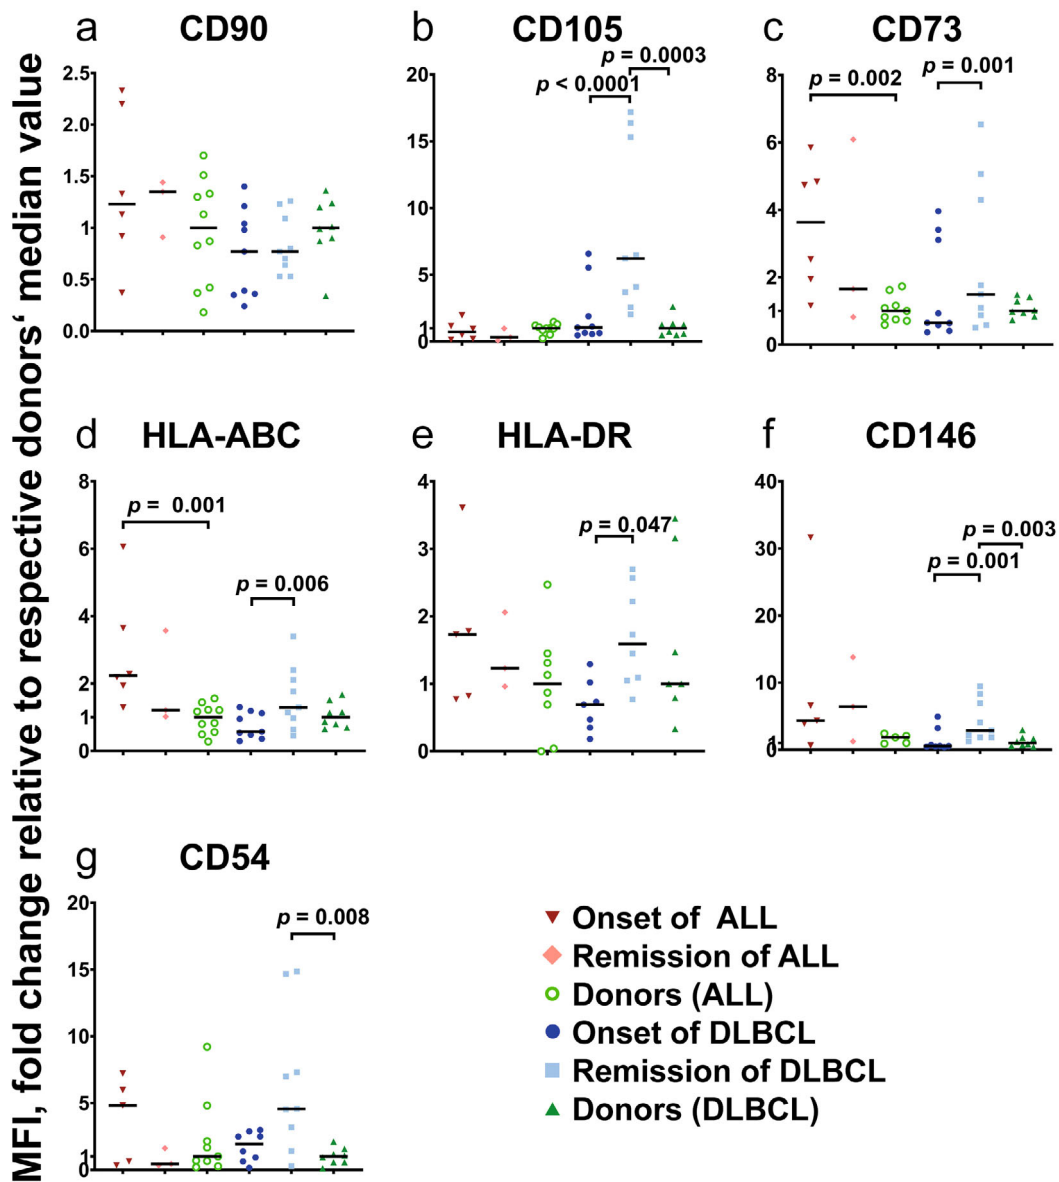 MFI, fold change relative to respective donors‘ median value
a CD90
2.5
2.0
1.5
1
0.5
0.0
b CD105
20
15
10
5
1
0
p < 0.0001
p = 0.0003
c CD73
8
6
4
2
1
0
p = 0.002
p = 0.001
d HLA-ABC
8
6
4
2
1
0
p = 0.001
p = 0.006
e HLA-DR
4
3
2
1
0
p = 0.047
f CD146
40
30
20
10
1
0
p = 0.003
p = 0.001
g CD54
20
15
10
5
1
0
p = 0.008
Onset of ALL
Remission of ALL
Donors (ALL)
Onset of DLBCL
Remission of DLBCL
Donors (DLBCL)